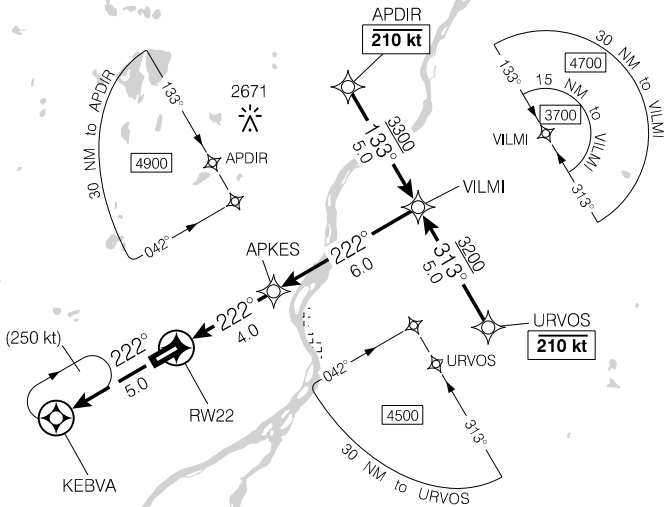 APDIR
210 kt
30 NM to APDIR
133°
2671
4900
APDIR
042°
3300
133°
5.0
30 NM to VILMI
4700
133°
15 NM to VILMI
3700
VILMI
313°
VILMI
APKES
222°
6.0
3200
313°
5.0
222°
4.0
URVOS
210 kt
(250 kt)
222°
5.0
RW22
KEBVA
042°
URVOS
4500
313°
30 NM to URVOS